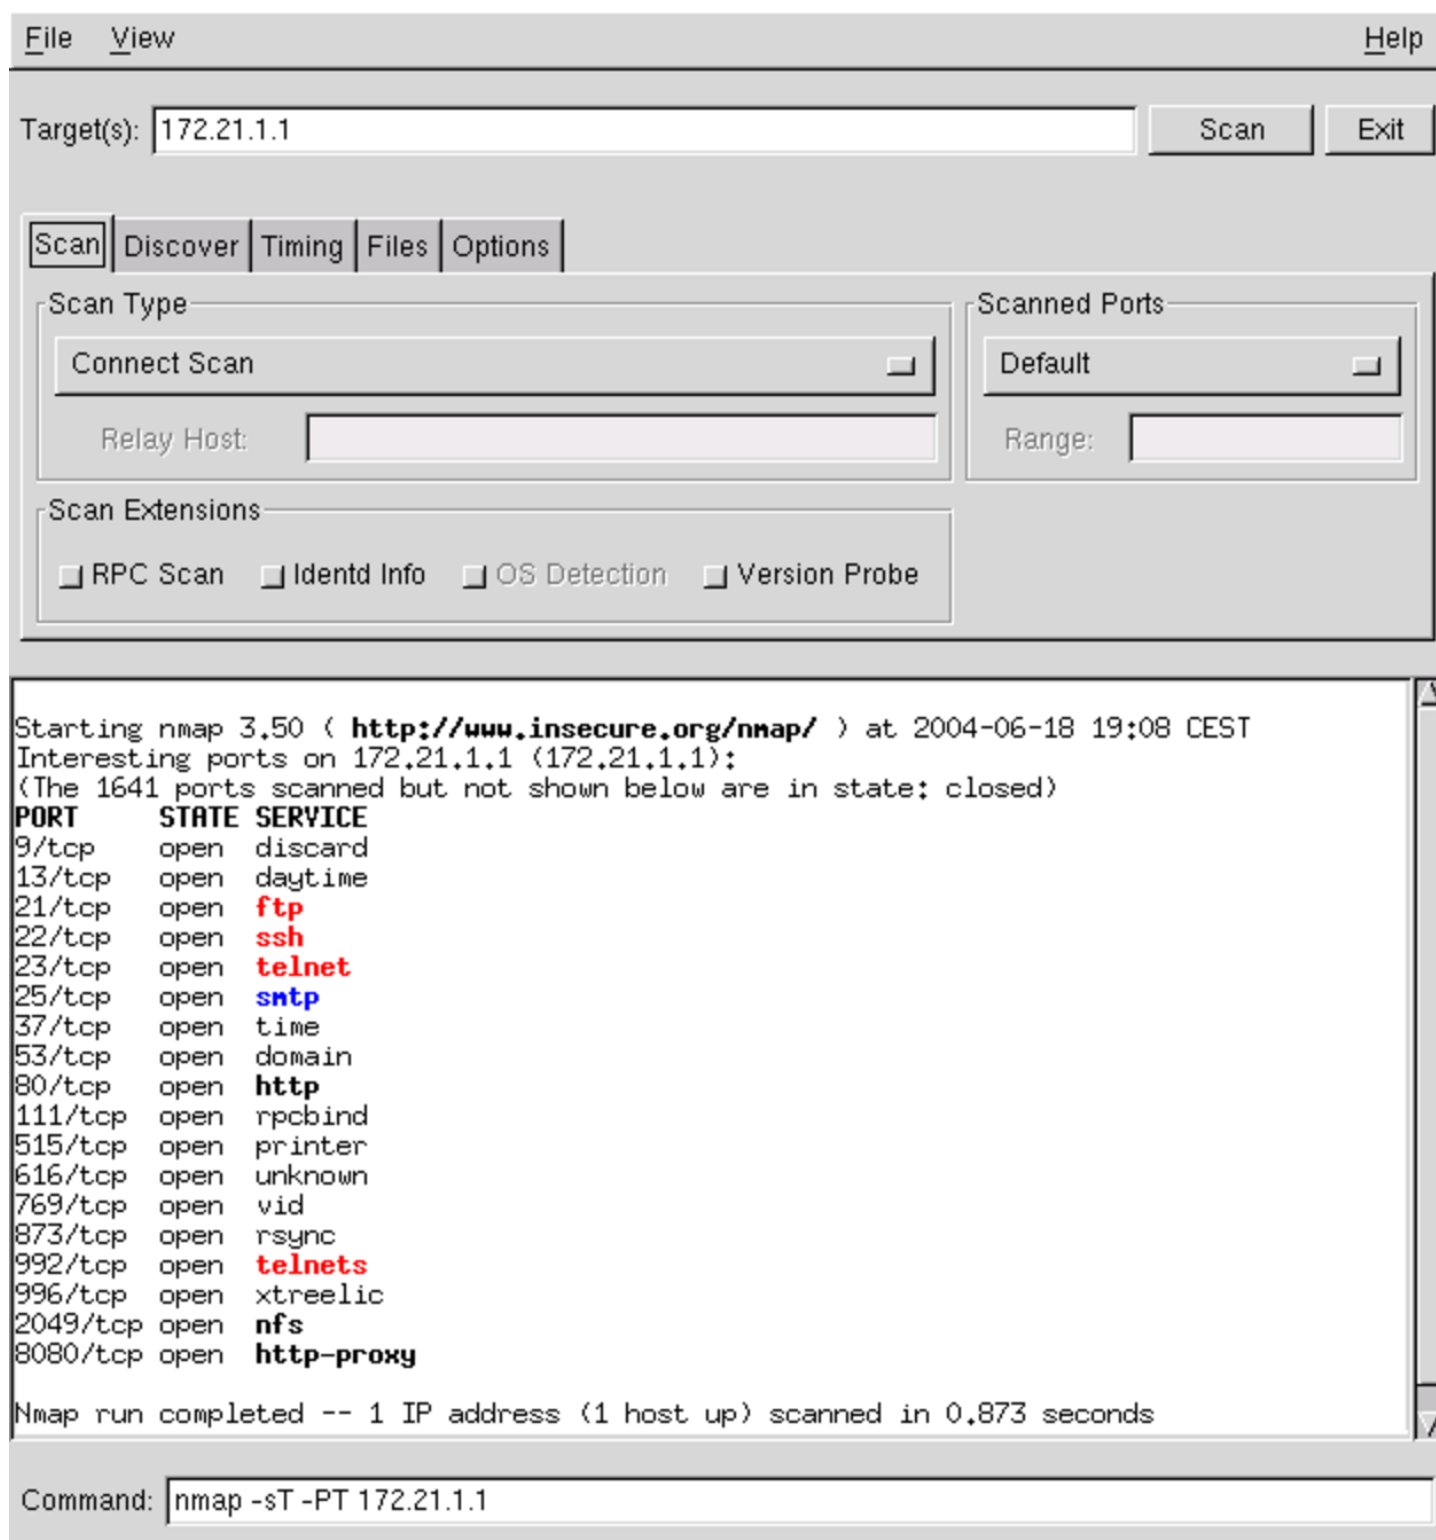 File View Help
Target(s): 172.21.1.1 Scan Exit
Scan Discover Timing Files Options
Scan Type Scanned Ports
Connect Scan Default
Relay Host: Range:
Scan Extensions
RPC Scan Identd Info OS Detection Version Probe
Starting nmap 3.50 ( http://www.insecure.org/nmap/ ) at 2004-06-18 19:08 CEST
Interesting ports on 172.21.1.1 (172.21.1.1):
(The 1641 ports scanned but not shown below are in state: closed)
PORT STATE SERVICE
9/tcp open discard
13/tcp open daytime
21/tcp open ftp
22/tcp open ssh
23/tcp open telnet
25/tcp open smtp
37/tcp open time
53/tcp open domain
80/tcp open http
111/tcp open rpcbind
515/tcp open printer
616/tcp open unknown
769/tcp open vid
873/tcp open rsync
992/tcp open telnets
996/tcp open xtreelic
2049/tcp open nfs
8080/tcp open http-proxy
Nmap run completed -- 1 IP address (1 host up) scanned in 0.873 seconds
Command: nmap -sT -PT 172.21.1.1